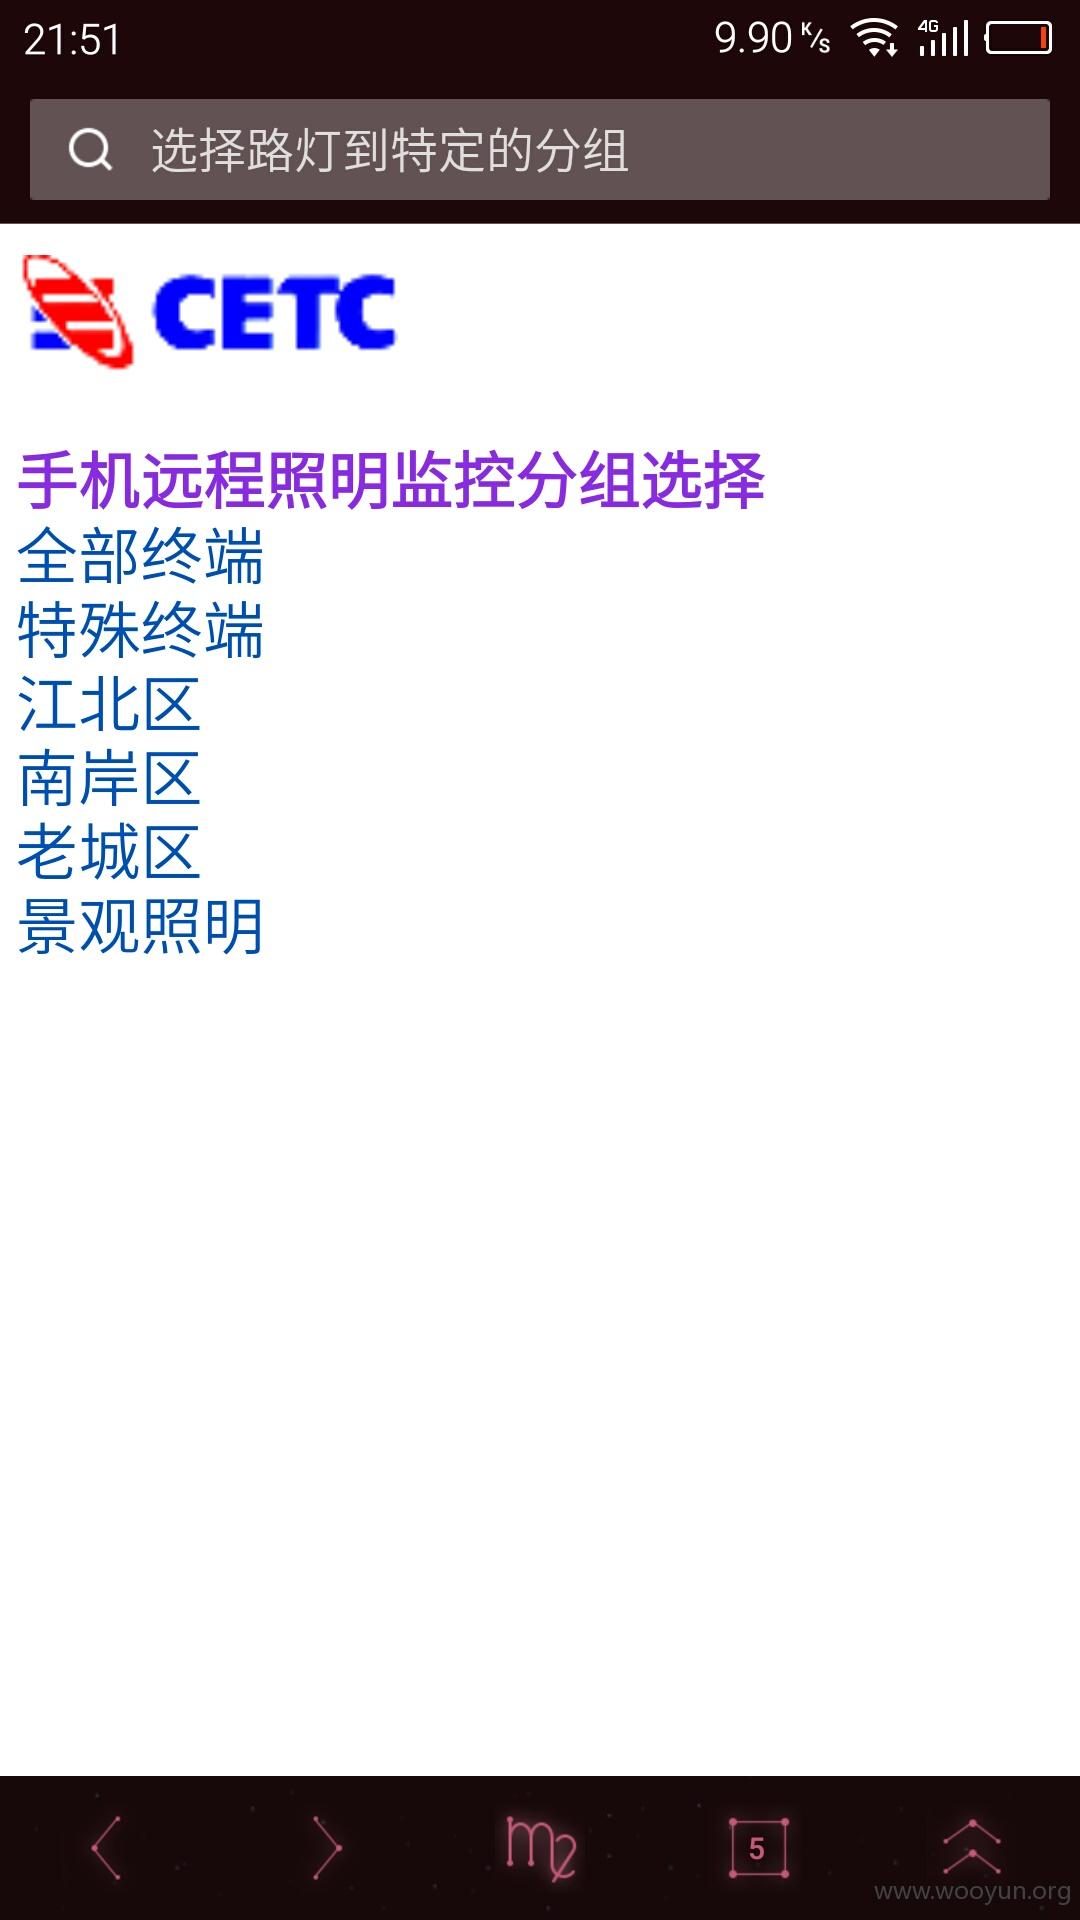 21:51
9.90 K/s
4G
选择路灯到特定的分组
CETC
手机远程照明监控分组选择
全部终端
特殊终端
江北区
南岸区
老城区
景观照明
5
www.wooyun.org